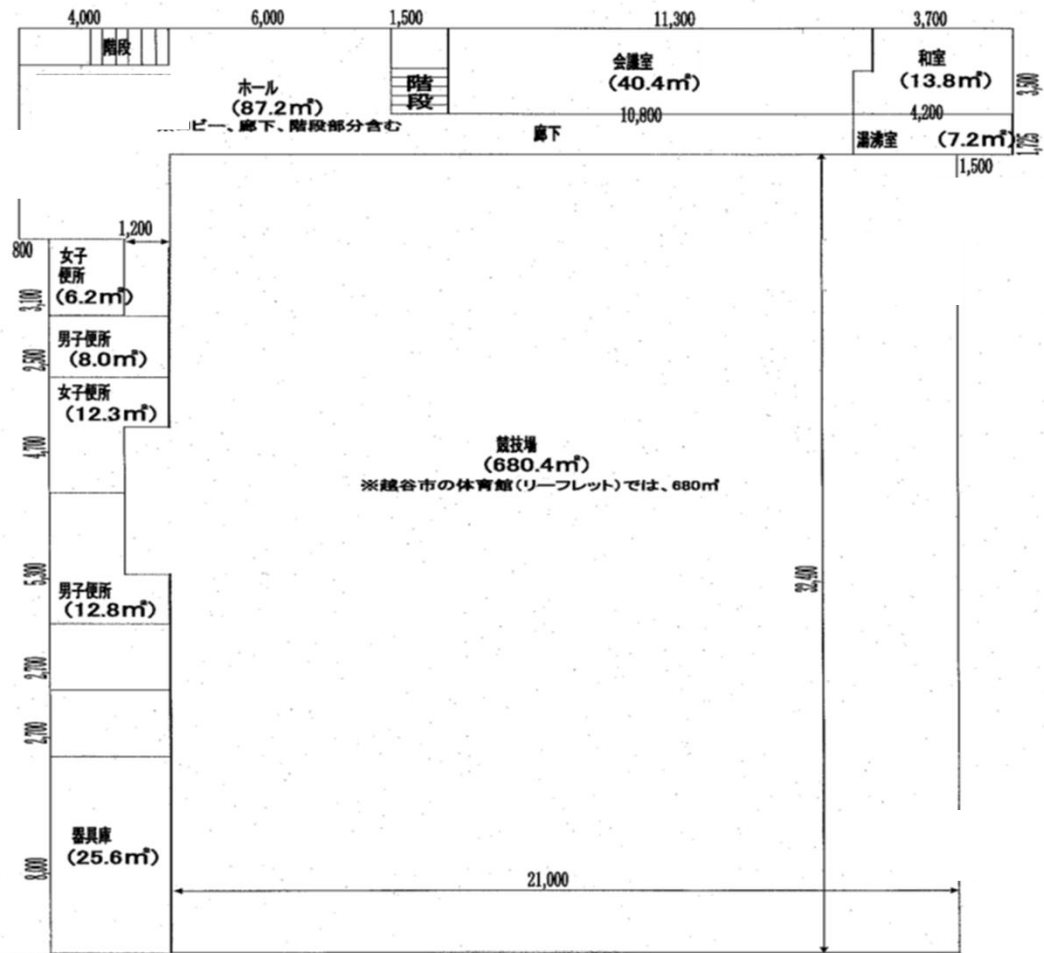 4,000
6,000
1,500
11,300
3,700
階段
ホール
(87.2㎡)
ビー、廊下、階段部分含む
階
段
会議室
(40.4㎡)
和室
(13.8㎡)
3,500
10,800
4,200
廊下
湯沸室 (7.2㎡)
1,500
800
1,200
女子
便所
(6.2㎡)
3,100
男子便所
(8.0㎡)
2,500
女子便所
(12.3㎡)
4,700
競技場
(680.4㎡)
※越谷市の体育館(リーフレット)では、680㎡
32,400
5,300
男子便所
(12.8㎡)
2,700
2,700
器具庫
(25.6㎡)
8,000
21,000